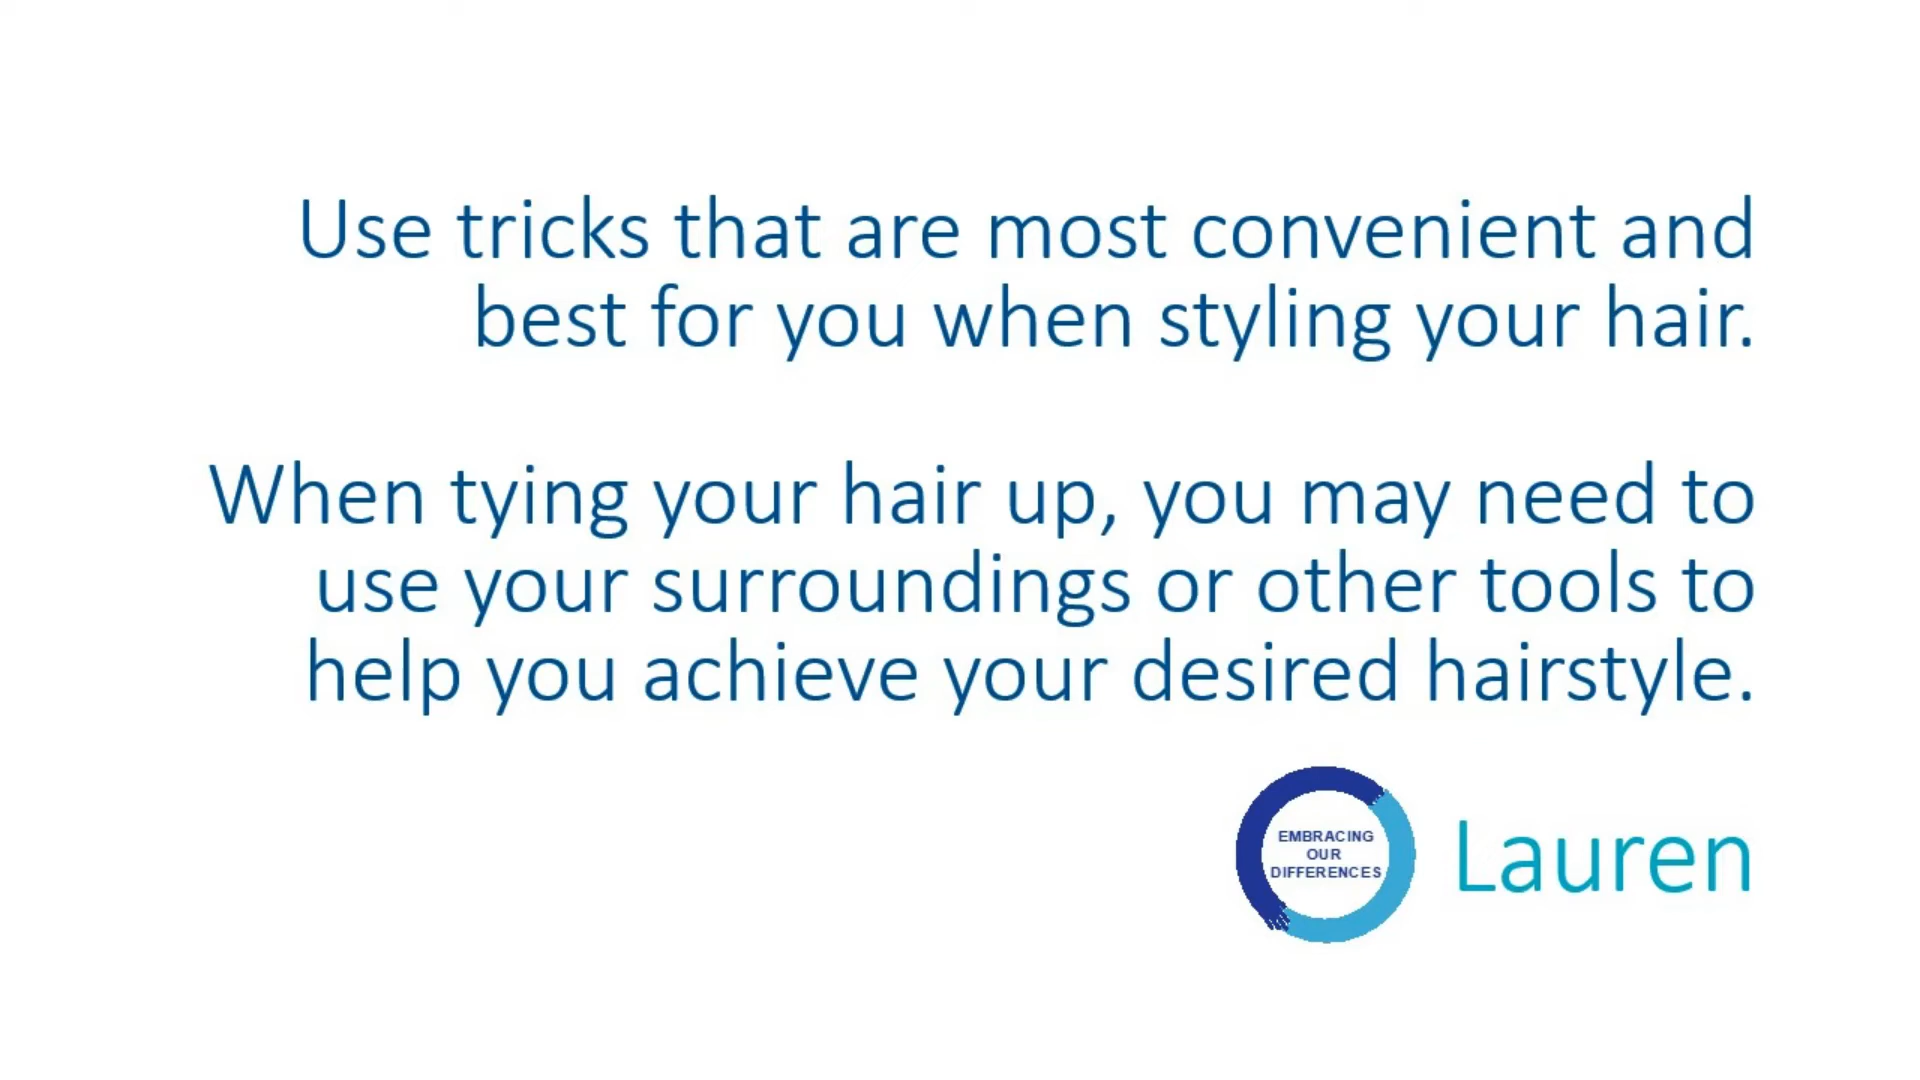 Use tricks that are most convenient and
best for you when styling your hair.
When tying your hair up, you may need to
use your surroundings or other tools to
help you achieve your desired hairstyle.
EMBRACING
OUR
DIFFERENCES
Lauren